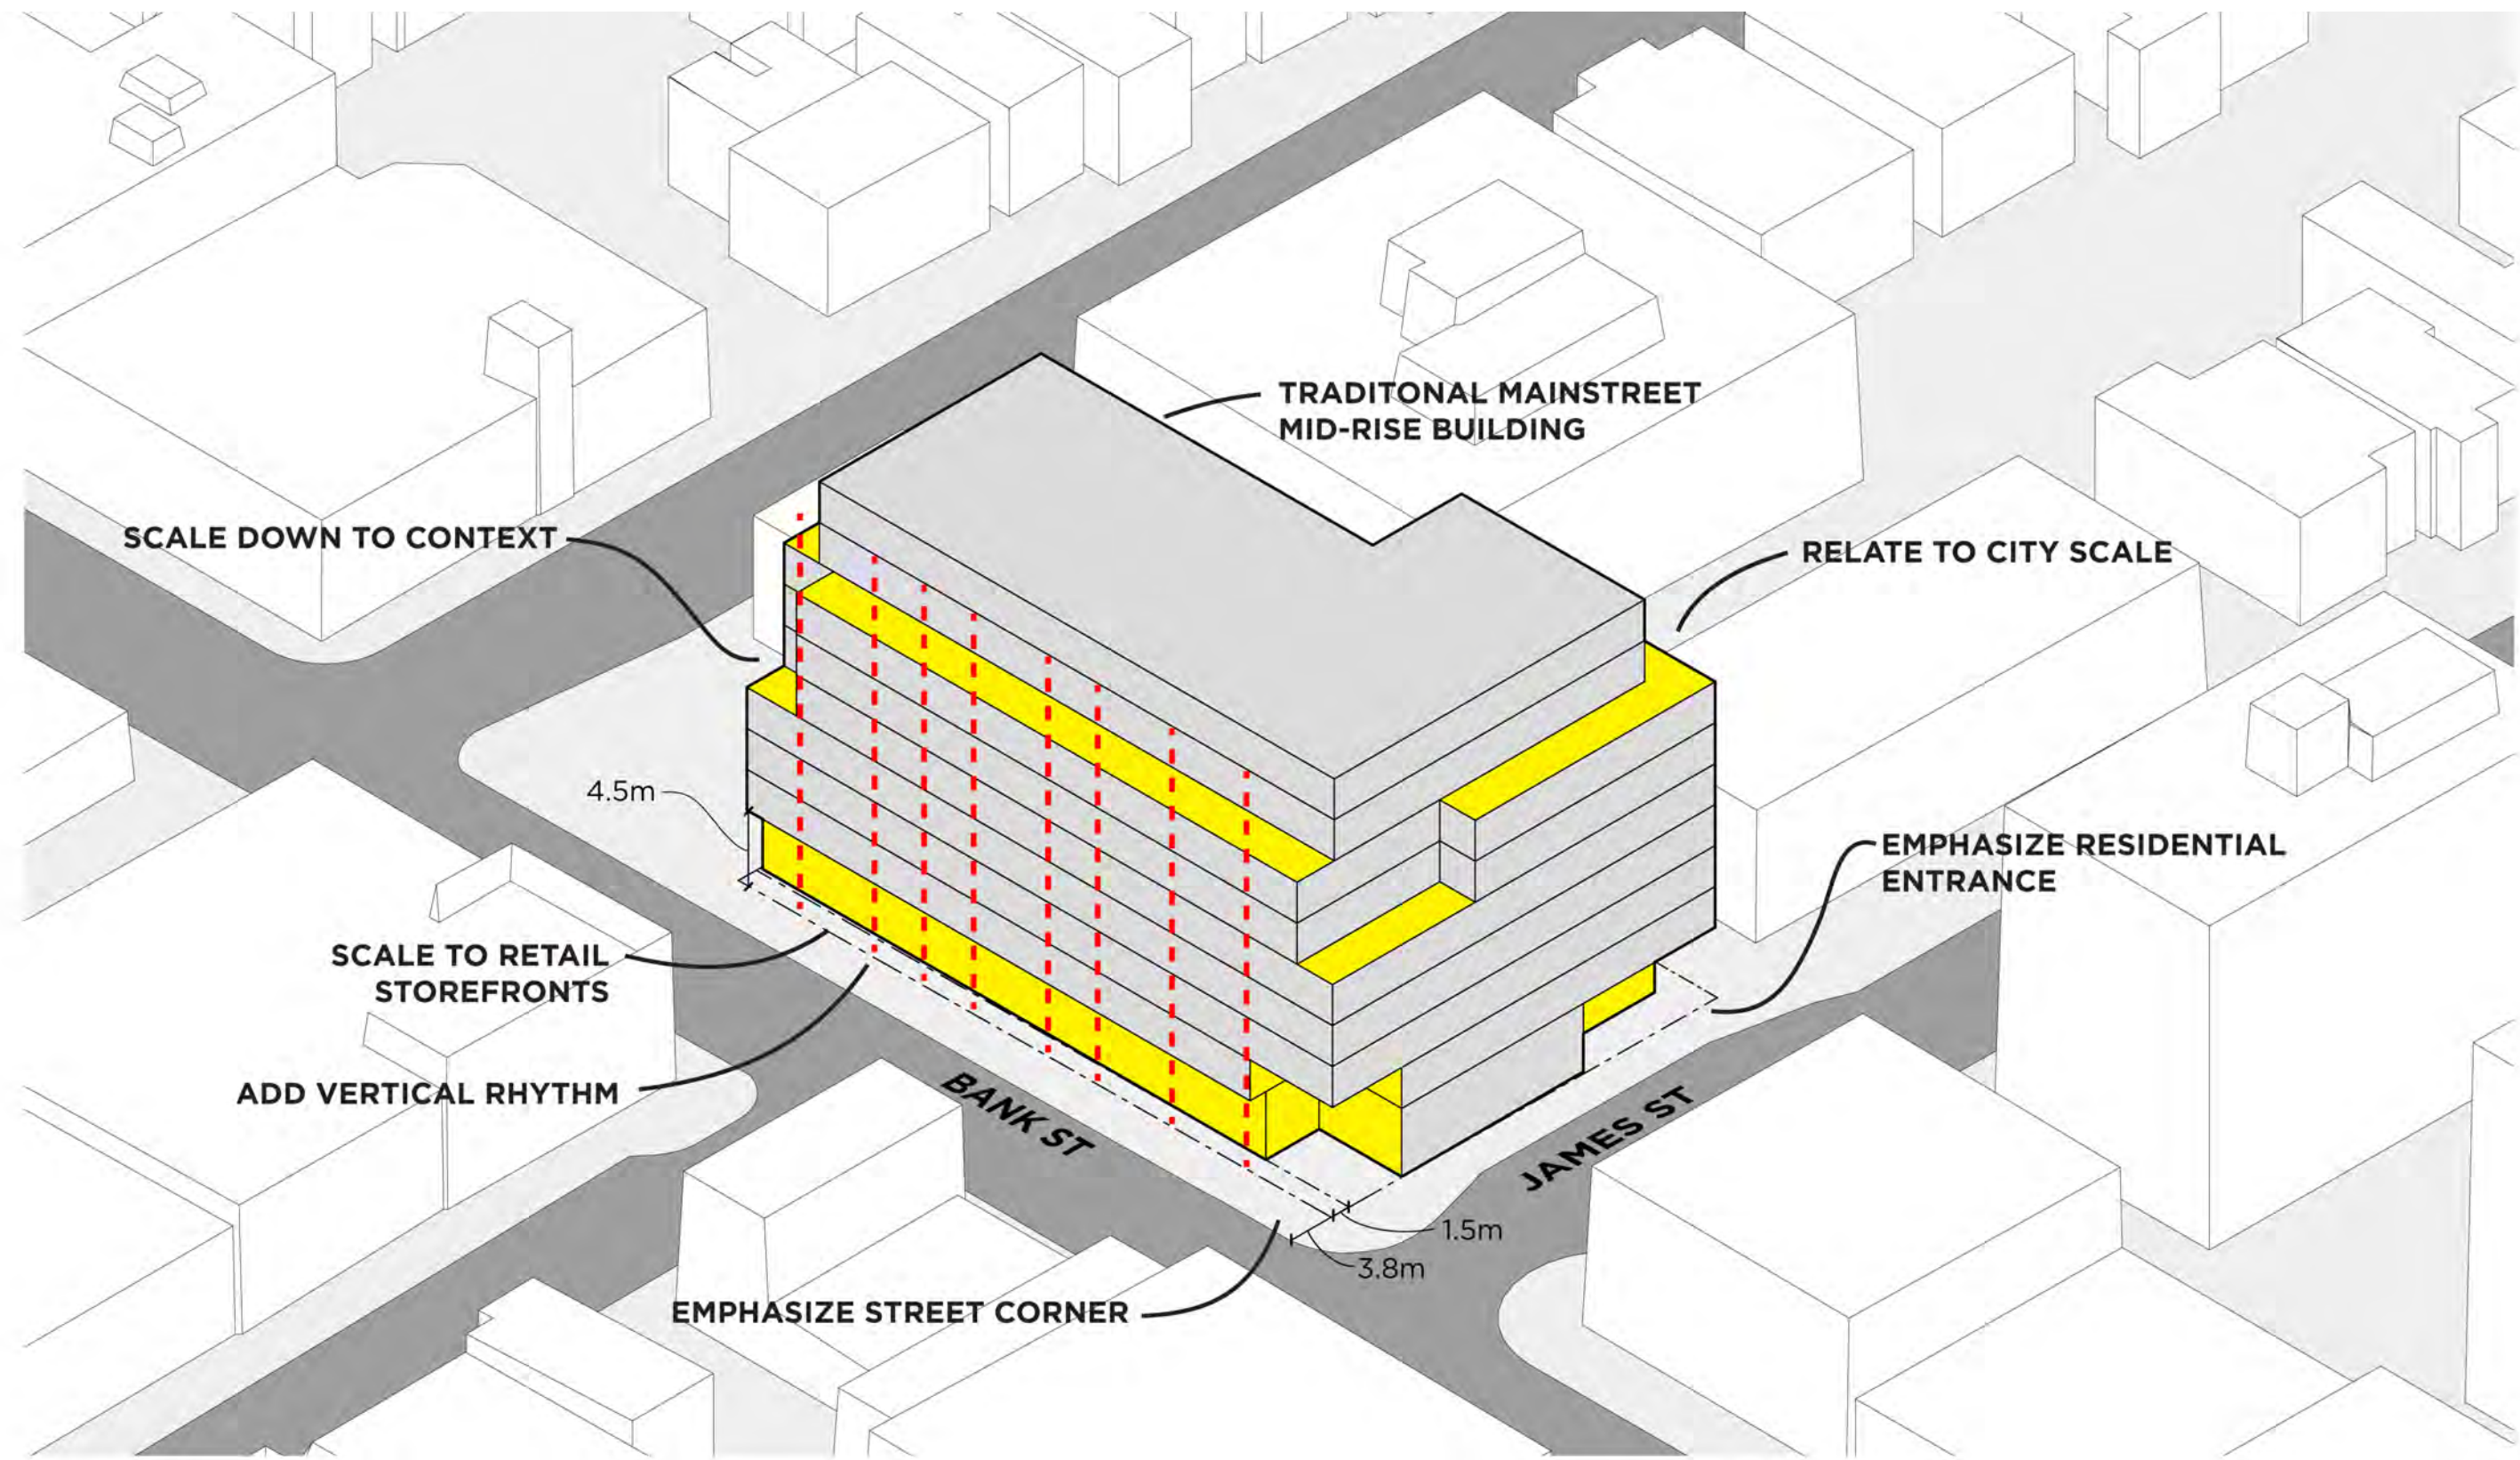 TRADITONAL MAINSTREET
MID-RISE BUILDING
SCALE DOWN TO CONTEXT
RELATE TO CITY SCALE
4.5m
EMPHASIZE RESIDENTIAL
ENTRANCE
SCALE TO RETAIL
STOREFRONTS
ADD VERTICAL RHYTHM
BANK ST
JAMES ST
1.5m
3.8m
EMPHASIZE STREET CORNER